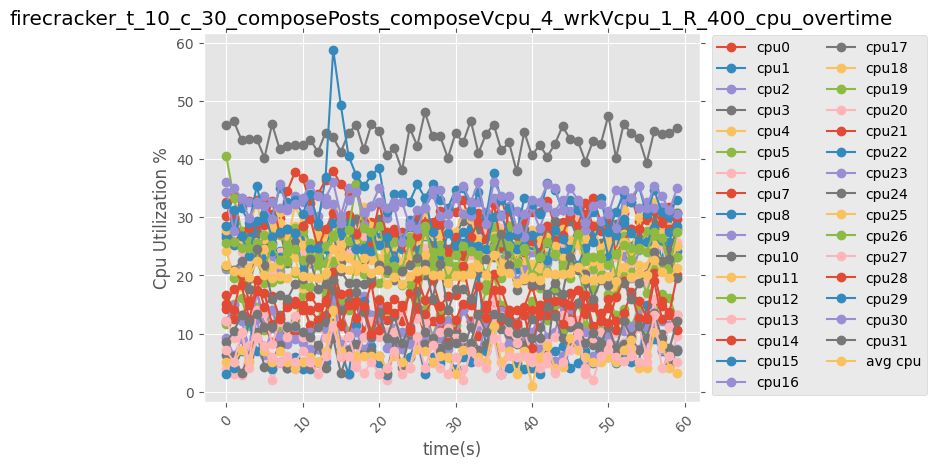 firecracker_t_10_c_30_composePosts_composeVcpu_4_wrkVcpu_1_R_400_cpu_overtime
Cpu Utilization %
60
50
40
30
20
10
0
0
10
20
30
40
50
60
time(s)
cpu0
cpu1
cpu2
cpu3
cpu4
cpu5
cpu6
cpu7
cpu8
cpu9
cpu10
cpu11
cpu12
cpu13
cpu14
cpu15
cpu16
cpu17
cpu18
cpu19
cpu20
cpu21
cpu22
cpu23
cpu24
cpu25
cpu26
cpu27
cpu28
cpu29
cpu30
cpu31
avg cpu